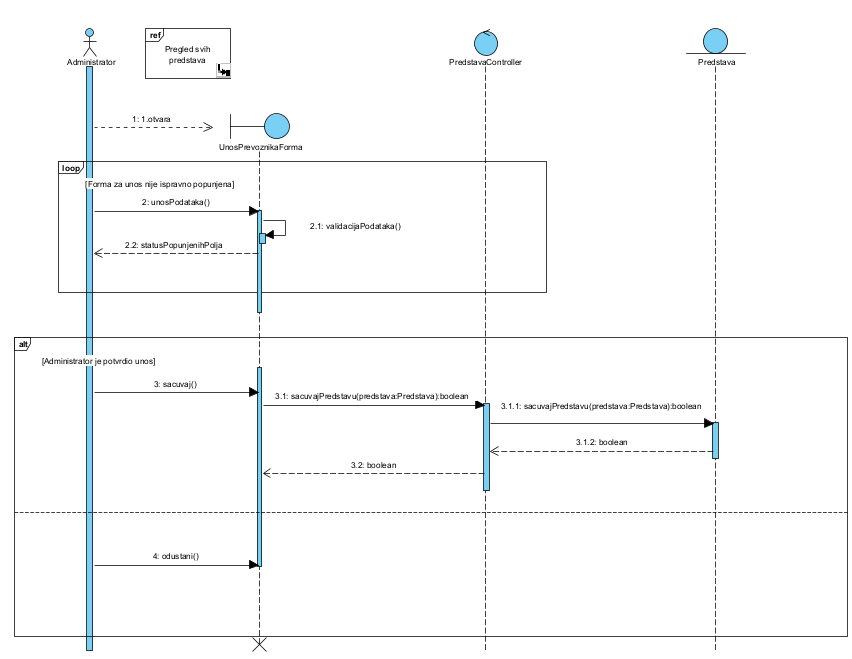 ref
Pregled svih
predstava
Administrator
PredstavaController
Predstava
1: 1.otvara
UnosPrevoznikaForma
loop
[Forma za unos nije ispravno popunjena]
2: unosPodataka()
2.1: validacijaPodataka()
2.2: statusPopunjenihPolja
alt
[Administrator je potvrdio unos]
3: sacuvaj()
3.1: sacuvajPredstavu(predstava:Predstava):boolean
3.1.1: sacuvajPredstavu(predstava:Predstava):boolean
3.1.2: boolean
3.2: boolean
4: odustani()